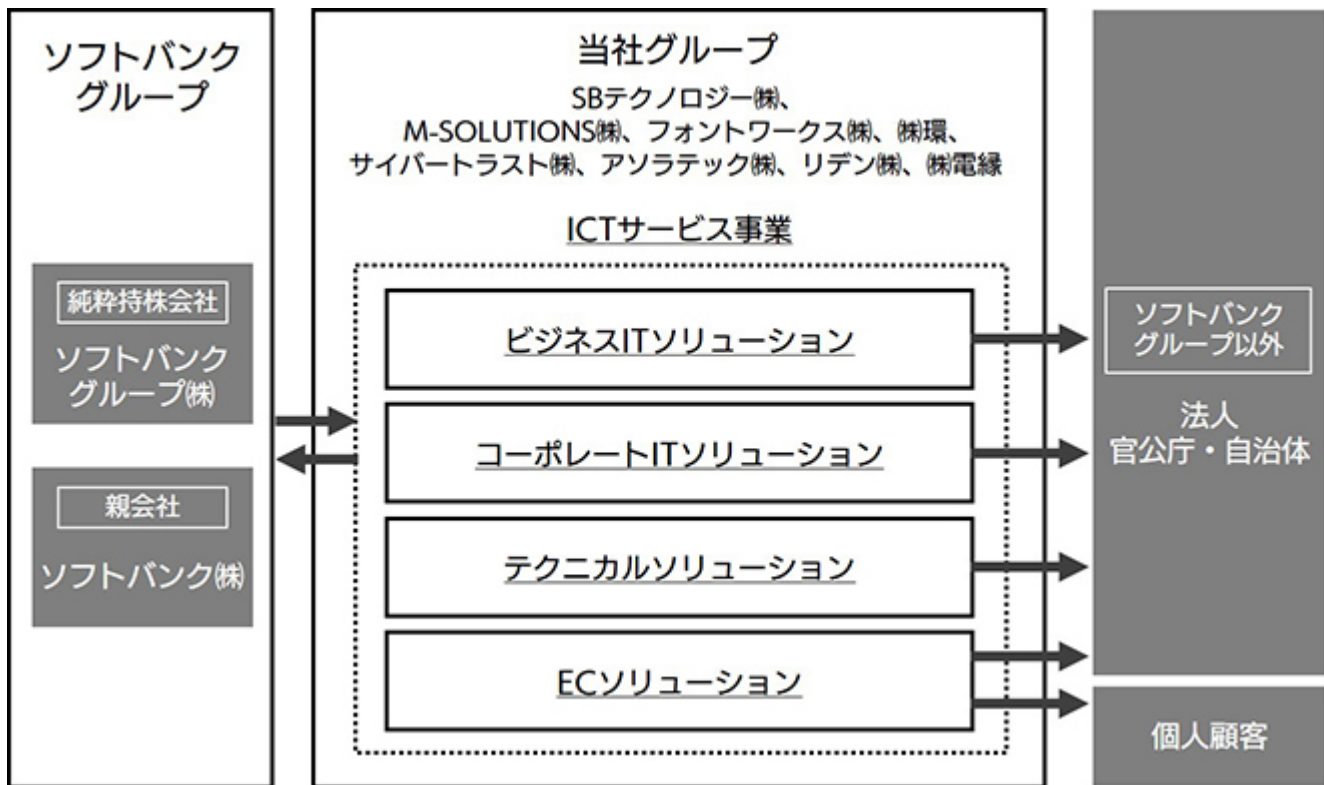 ソフトバンク
グループ
純粋持株会社
ソフトバンク
グループ㈱
親会社
ソフトバンク㈱
当社グループ
SBテクノロジー㈱、
M-SOLUTIONS㈱、フォントワークス㈱、㈱環、
サイバートラスト㈱、アソラテック㈱、リデン㈱、㈱電縁
ICTサービス事業
ビジネスITソリューション
コーポレートITソリューション
テクニカルソリューション
ECソリューション
ソフトバンク
グループ以外
法人
官公庁・自治体
個人顧客